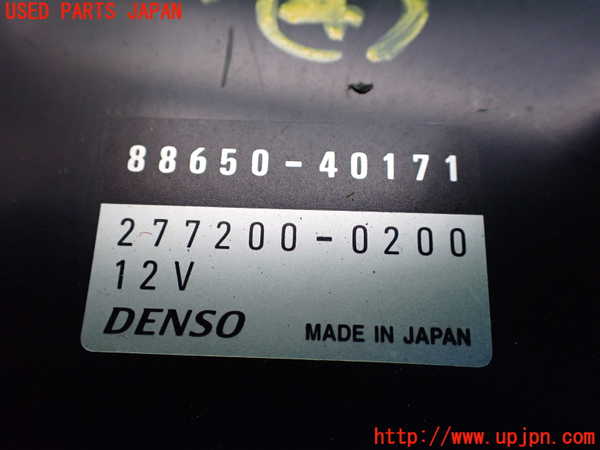 USED PARTS JAPAN
88650-40171
277200-0200
12V
DENSO MADE IN JAPAN
http://www.upjpn.com/